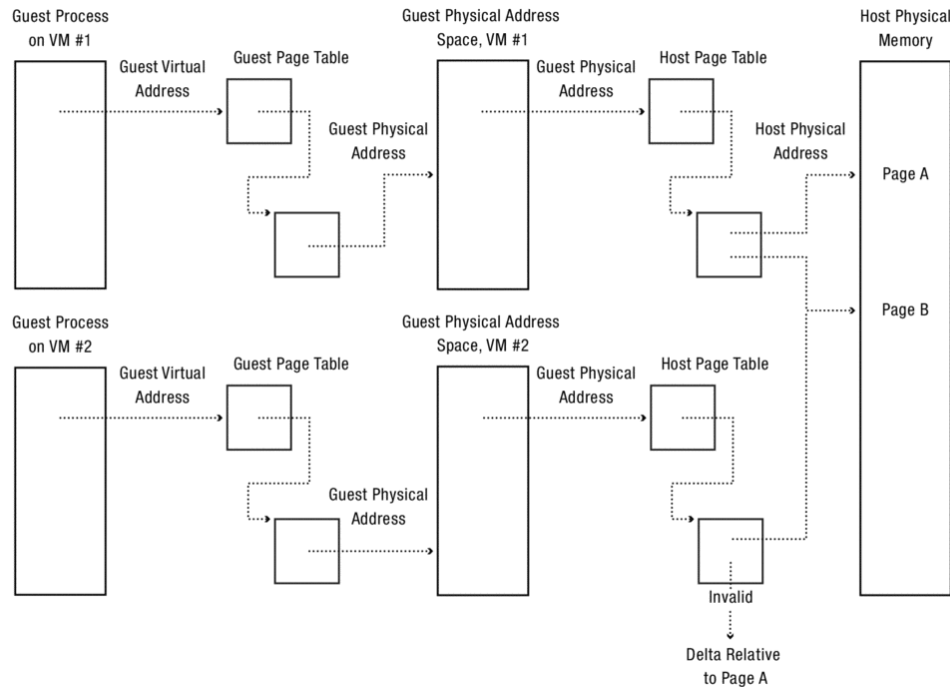 Guest Process
on VM #1
Guest Virtual
Address
Guest Page Table
Guest Physical
Address
Guest Physical Address
Space, VM #1
Guest Physical
Address
Host Page Table
Host Physical
Address
Host Physical
Memory
Page A
Page B
Guest Process
on VM #2
Guest Virtual
Address
Guest Page Table
Guest Physical
Address
Guest Physical Address
Space, VM #2
Guest Physical
Address
Host Page Table
Invalid
Delta Relative
to Page A